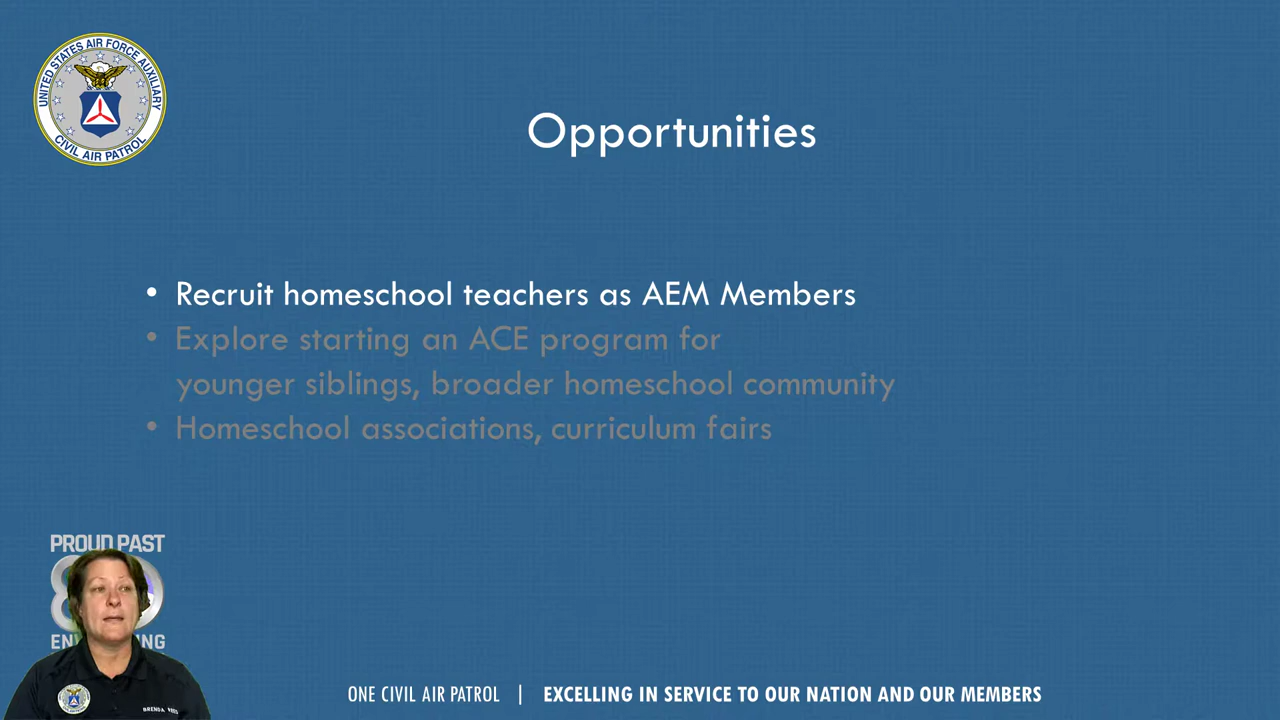 UNITED STATES AIR FORCE AUXILIARY
CIVIL AIR PATROL
Opportunities
• Recruit homeschool teachers as AEM Members
• Explore starting an ACE program for
younger siblings, broader homeschool community
• Homeschool associations, curriculum fairs
PROUD PAST
BRENDA
ONE CIVIL AIR PATROL | EXCELLING IN SERVICE TO OUR NATION AND OUR MEMBERS